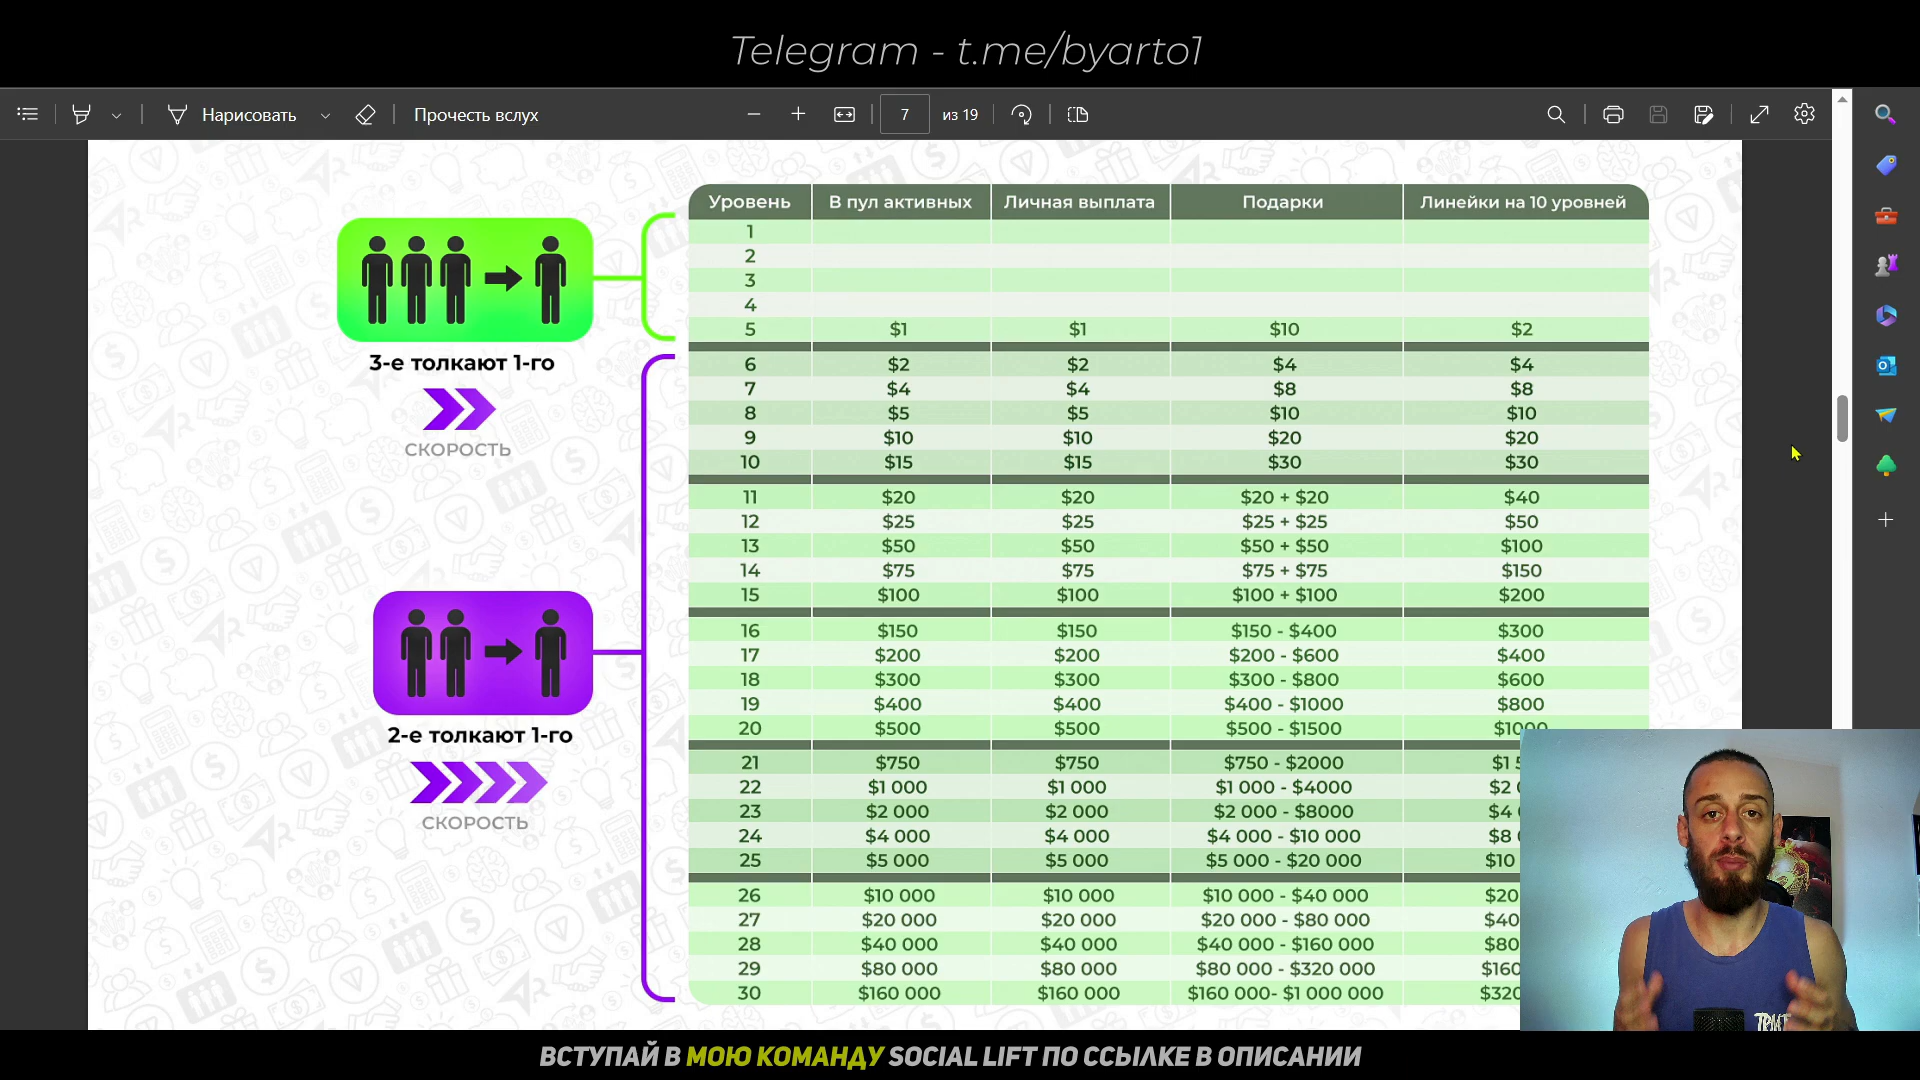 Telegram - t.me/byarto1
Нарисовать
Прочесть вслух
7
из 19
Уровень В пул активных Личная выплата Подарки Линейки на 10 уровней
1
2
3
4
5 $1 $1 $10 $2
6 $2 $2 $4 $4
7 $4 $4 $8 $8
8 $5 $5 $10 $10
9 $10 $10 $20 $20
10 $15 $15 $30 $30
11 $20 $20 $20 + $20 $40
12 $25 $25 $25 + $25 $50
13 $50 $50 $50 + $50 $100
14 $75 $75 $75 + $75 $150
15 $100 $100 $100 + $100 $200
16 $150 $150 $150 - $400 $300
17 $200 $200 $200 - $600 $400
18 $300 $300 $300 - $800 $600
19 $400 $400 $400 - $1000 $800
20 $500 $500 $500 - $1500 $1000
21 $750 $750 $750 - $2000
22 $1 000 $1 000 $1 000 - $4000
23 $2 000 $2 000 $2 000 - $8000
24 $4 000 $4 000 $4 000 - $10 000
25 $5 000 $5 000 $5 000 - $20 000
26 $10 000 $10 000 $10 000 - $40 000
27 $20 000 $20 000 $20 000 - $80 000
28 $40 000 $40 000 $40 000 - $160 000
29 $80 000 $80 000 $80 000 - $320 000
30 $160 000 $160 000 $160 000- $1 000 000
3-е толкают 1-го
СКОРОСТЬ
2-е толкают 1-го
СКОРОСТЬ
ВСТУПАЙ В МОЮ КОМАНДУ SOCIAL LIFT ПО ССЫЛКЕ В ОПИСАНИИ